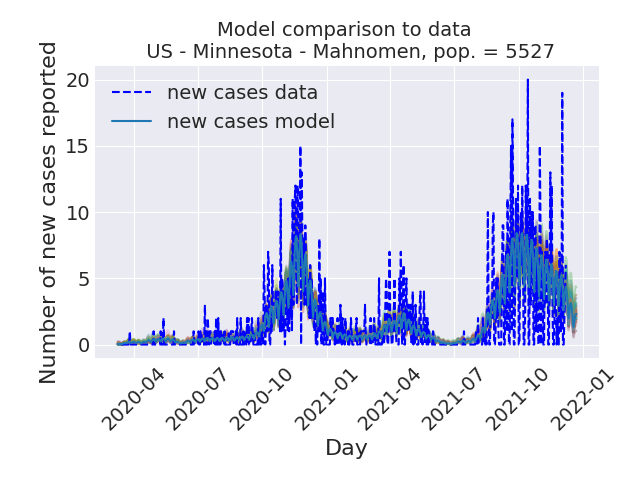 Model comparison to data
US - Minnesota - Mahnomen, pop. = 5527
new cases data
new cases model
Number of new cases reported
20
15
10
5
0
2020-04
2020-07
2020-10
2021-01
2021-04
2021-07
2021-10
2022-01
Day